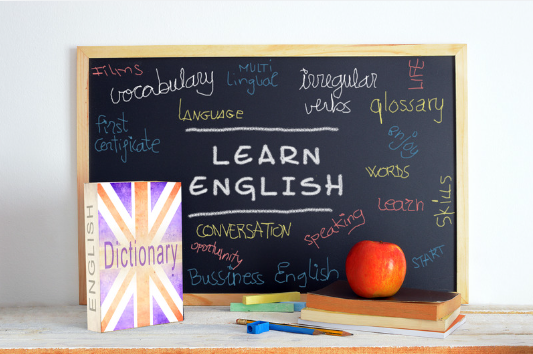 Films
vocabulary
MULTI
lingual
irregular
verbs
LIFE
glossary
LANGUAGE
first
certificate
enjoy
LEARN
ENGLISH
WORDS
learn
skills
CONVERSATION
speaking
opportunity
Bussiness English
START
ENGLISH
Dictionary